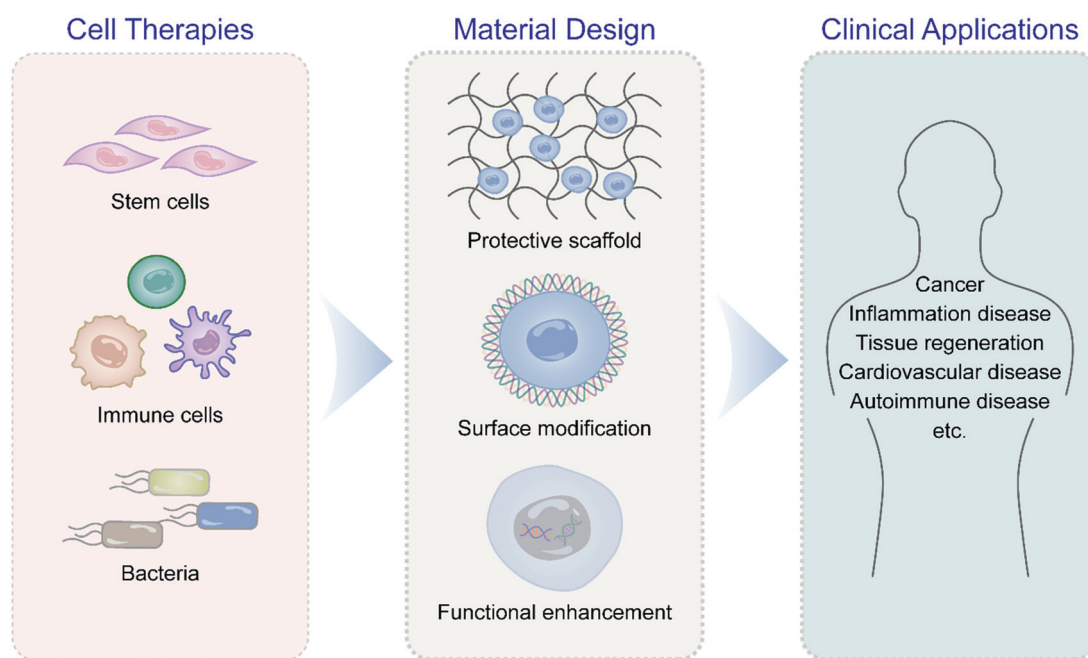 Cell Therapies
Stem cells
Immune cells
Bacteria
Material Design
Protective scaffold
Surface modification
Functional enhancement
Clinical Applications
Cancer
Inflammation disease
Tissue regeneration
Cardiovascular disease
Autoimmune disease
etc.